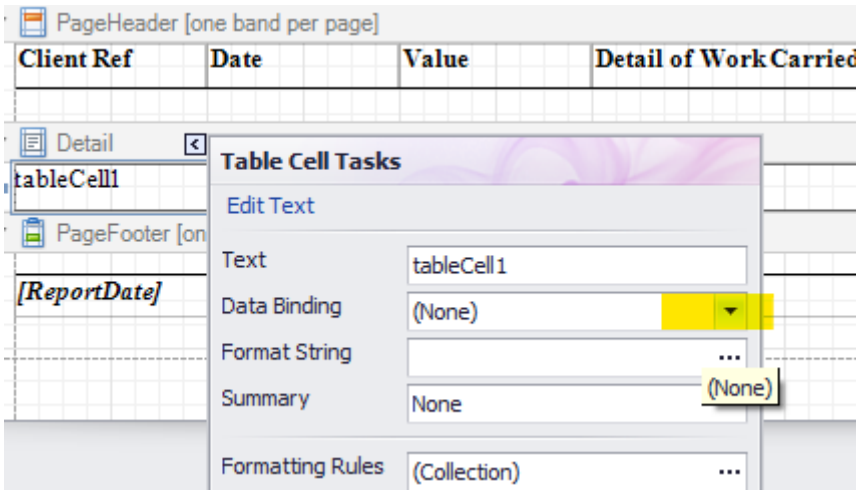 PageHeader [one band per page]
Client Ref Date Value Detail of Work Carried
Detail
tableCell1
PageFooter [on
[ReportDate]
Table Cell Tasks
Edit Text
Text tableCell1
Data Binding (None)
Format String ...
(None)
Summary None
Formatting Rules (Collection) ...